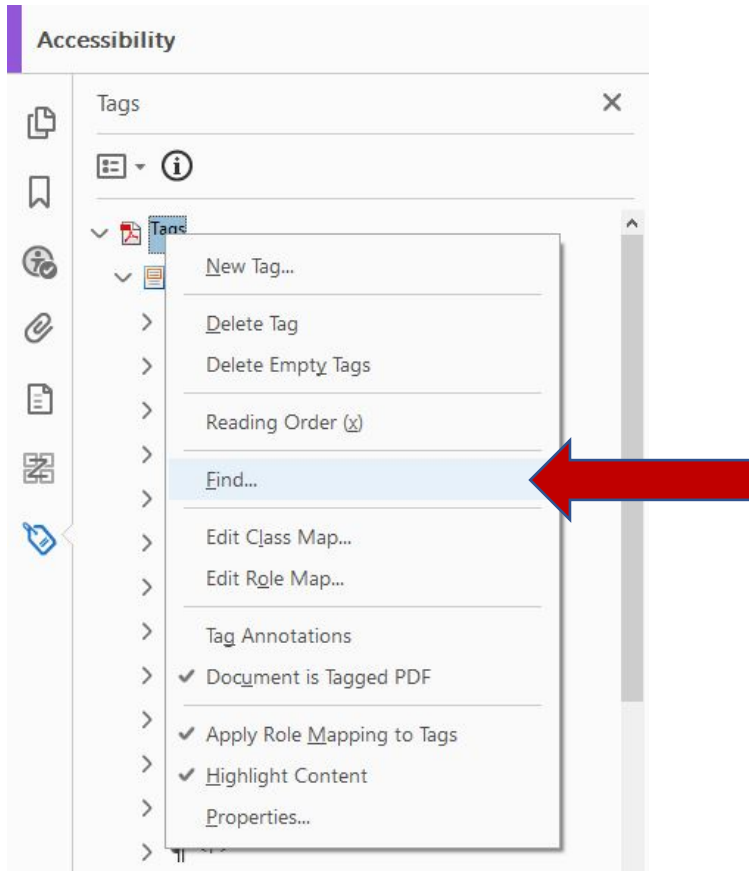 Accessibility
Tags
Tags
New Tag...
Delete Tag
Delete Empty Tags
Reading Order (x)
Find...
Edit Class Map...
Edit Role Map...
Tag Annotations
Document is Tagged PDF
Apply Role Mapping to Tags
Highlight Content
Properties...